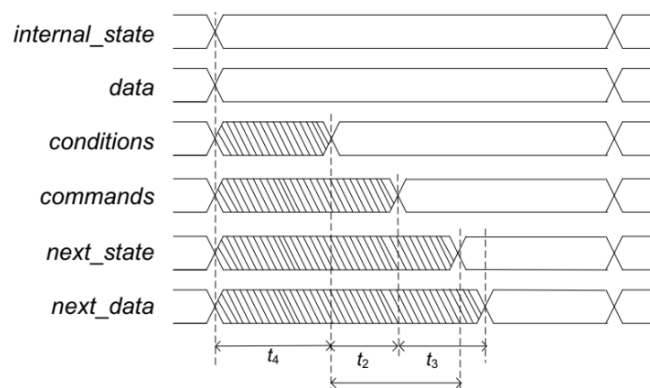 internal_state
data
conditions
commands
next_state
next_data
t4 t2 t3